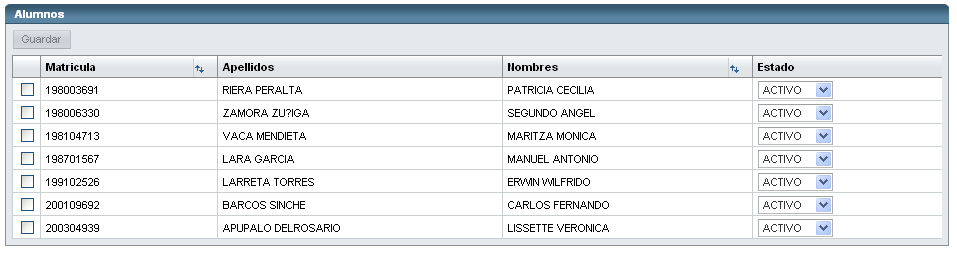 Alumnos
Guardar
Matricula Apellidos Nombres Estado
198003691 RIERA PERALTA PATRICIA CECILIA ACTIVO
198006330 ZAMORA ZU?IGA SEGUNDO ANGEL ACTIVO
198104713 VACA MENDIETA MARITZA MONICA ACTIVO
198701567 LARA GARCIA MANUEL ANTONIO ACTIVO
199102526 LARRETA TORRES ERWIN WILFRIDO ACTIVO
200109692 BARCOS SINCHE CARLOS FERNANDO ACTIVO
200304939 APUPALO DELROSARIO LISSETTE VERONICA ACTIVO